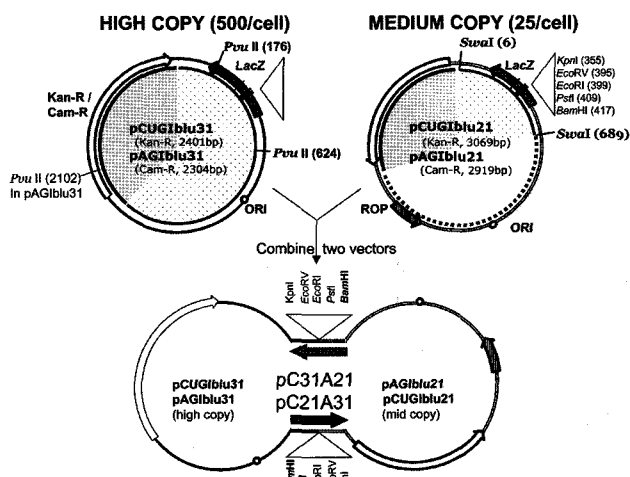 HIGH COPY (500/cell)
MEDIUM COPY (25/cell)
Pvu II (176)
LacZ
Kan-R /
Cam-R
pCUGIblu31
(Kan-R, 2401bp)
pAGIblu31
(Cam-R, 2304bp)
Pvu II (624)
Pvu II (2102)
In pAGIblu31
ORI
SwaI (6)
LacZ
KpnI (355)
EcoRV (395)
EcoRI (399)
PstI (409)
BamHI (417)
SwaI (689)
pCUGIblu21
(Kan-R, 3069bp)
pAGIblu21
(Cam-R, 2919bp)
ROP
ORI
Combine two vectors
KpnI
EcoRV
EcoRI
PstI
BamHI
pCUGIblu31
pAGIblu31
(high copy)
pC31A21
pC21A31
pAGIblu21
pCUGIblu21
(mid copy)